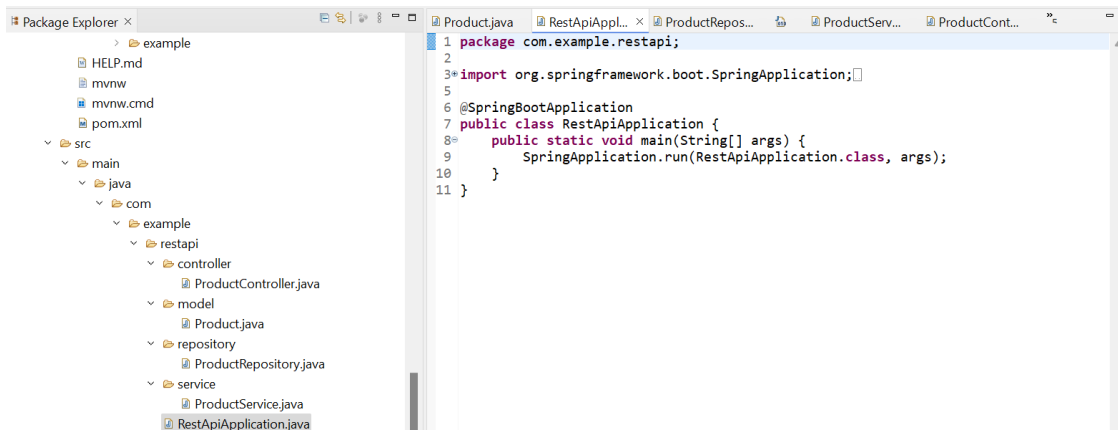 Package Explorer
example
HELP.md
mvnw
mvnw.cmd
pom.xml
src
main
java
com
example
restapi
controller
ProductController.java
model
Product.java
repository
ProductRepository.java
service
ProductService.java
RestApiApplication.java
Product.java RestApiAppl... ProductRepos... ProductServ... ProductCont...
1 package com.example.restapi;
2
3 import org.springframework.boot.SpringApplication;
5
6 @SpringBootApplication
7 public class RestApiApplication {
8 public static void main(String[] args) {
9 SpringApplication.run(RestApiApplication.class, args);
10 }
11 }